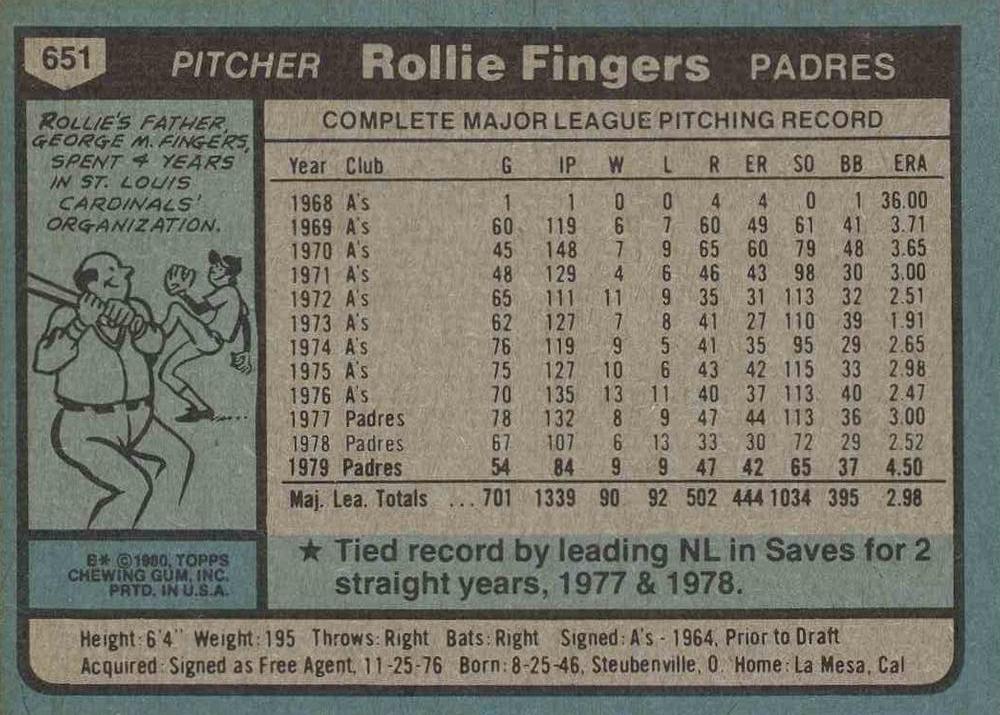 651 PITCHER Rollie Fingers PADRES
ROLLIE'S FATHER,
GEORGE M. FINGERS,
SPENT 4 YEARS
IN ST. LOUIS
CARDINALS'
ORGANIZATION.
COMPLETE MAJOR LEAGUE PITCHING RECORD
Year Club G IP W L R ER SO BB ERA
1968 A's 1 1 0 0 4 4 0 1 36.00
1969 A's 60 119 6 7 60 49 61 41 3.71
1970 A's 45 148 7 9 65 60 79 48 3.65
1971 A's 48 129 4 6 46 43 98 30 3.00
1972 A's 65 111 11 9 35 31 113 32 2.51
1973 A's 62 127 7 8 41 27 110 39 1.91
1974 A's 76 119 9 5 41 35 95 29 2.65
1975 A's 75 127 10 6 43 42 115 33 2.98
1976 A's 70 135 13 11 40 37 113 40 2.47
1977 Padres 78 132 8 9 47 44 113 36 3.00
1978 Padres 67 107 6 13 33 30 72 29 2.52
1979 Padres 54 84 9 9 47 42 65 37 4.50
Maj. Lea. Totals ... 701 1339 90 92 502 444 1034 395 2.98
★ Tied record by leading NL in Saves for 2
straight years, 1977 & 1978.
B* ©1980, TOPPS
CHEWING GUM, INC.
PRTD. IN U.S.A.
Height: 6'4" Weight: 195 Throws: Right Bats: Right Signed: A's - 1964, Prior to Draft
Acquired: Signed as Free Agent, 11-25-76 Born: 8-25-46, Steubenville, O. Home: La Mesa, Cal